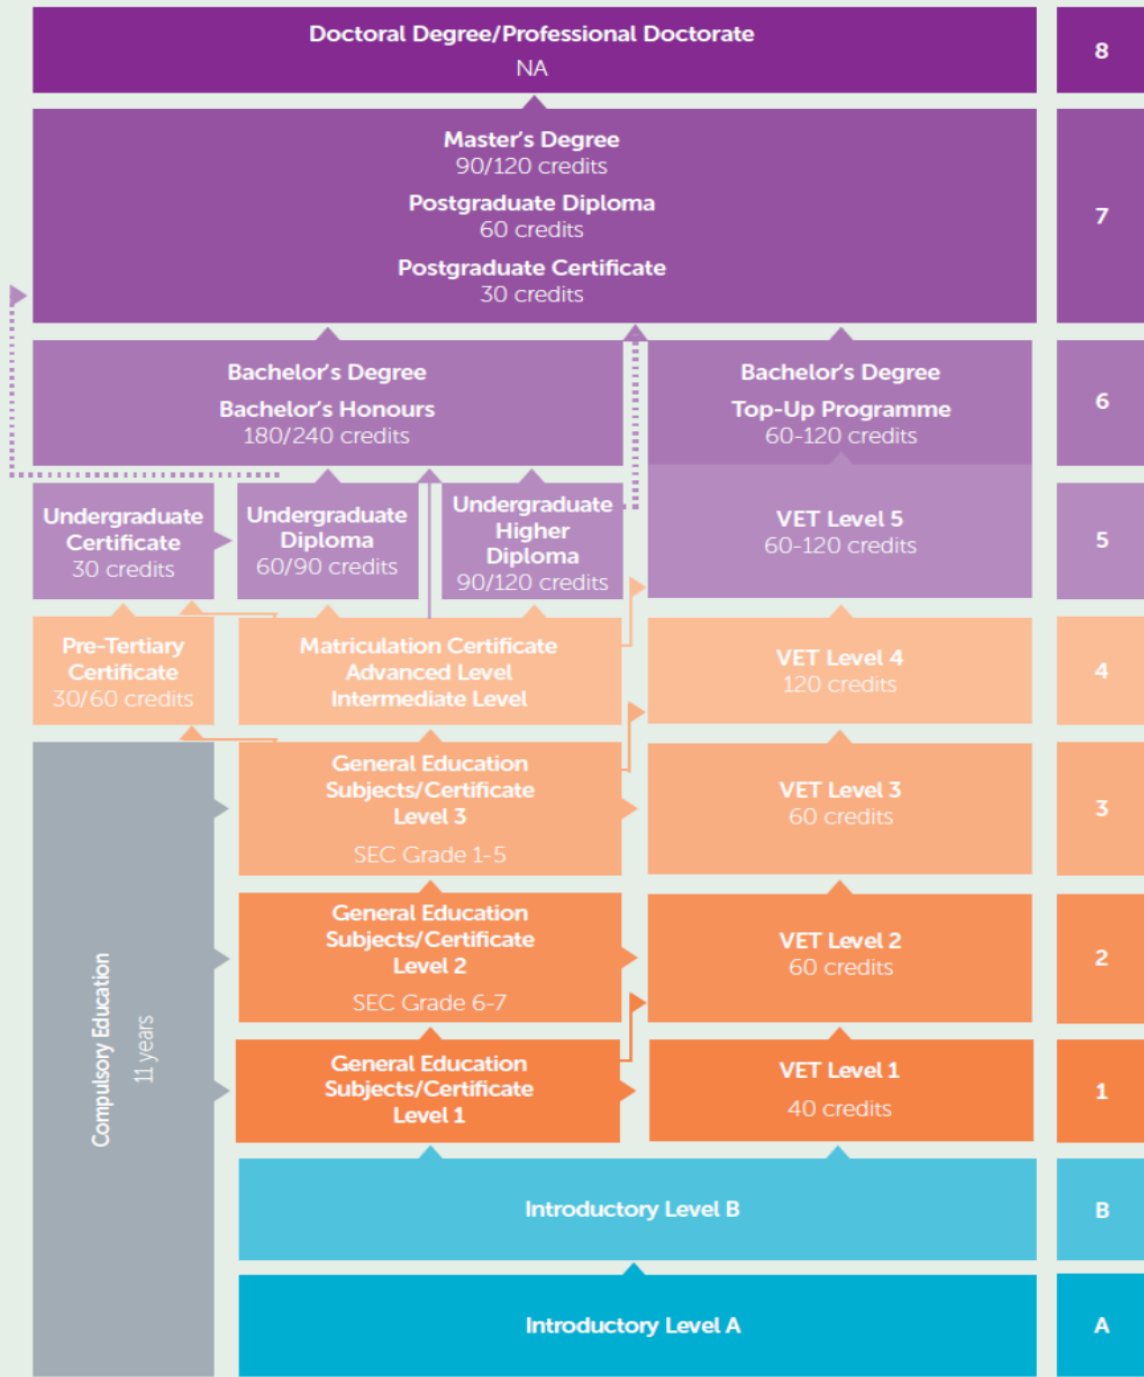 Doctoral Degree/Professional Doctorate
NA
8
Master's Degree
90/120 credits
Postgraduate Diploma
60 credits
Postgraduate Certificate
30 credits
7
Bachelor's Degree
Bachelor's Honours
180/240 credits
Bachelor's Degree
Top-Up Programme
60-120 credits
6
Undergraduate
Certificate
30 credits
Undergraduate
Diploma
60/90 credits
Undergraduate
Higher
Diploma
90/120 credits
VET Level 5
60-120 credits
5
Pre-Tertiary
Certificate
30/60 credits
Matriculation Certificate
Advanced Level
Intermediate Level
VET Level 4
120 credits
4
Compulsory Education
11 years
General Education
Subjects/Certificate
Level 3
SEC Grade 1-5
VET Level 3
60 credits
3
General Education
Subjects/Certificate
Level 2
SEC Grade 6-7
VET Level 2
60 credits
2
General Education
Subjects/Certificate
Level 1
VET Level 1
40 credits
1
Introductory Level B
B
Introductory Level A
A